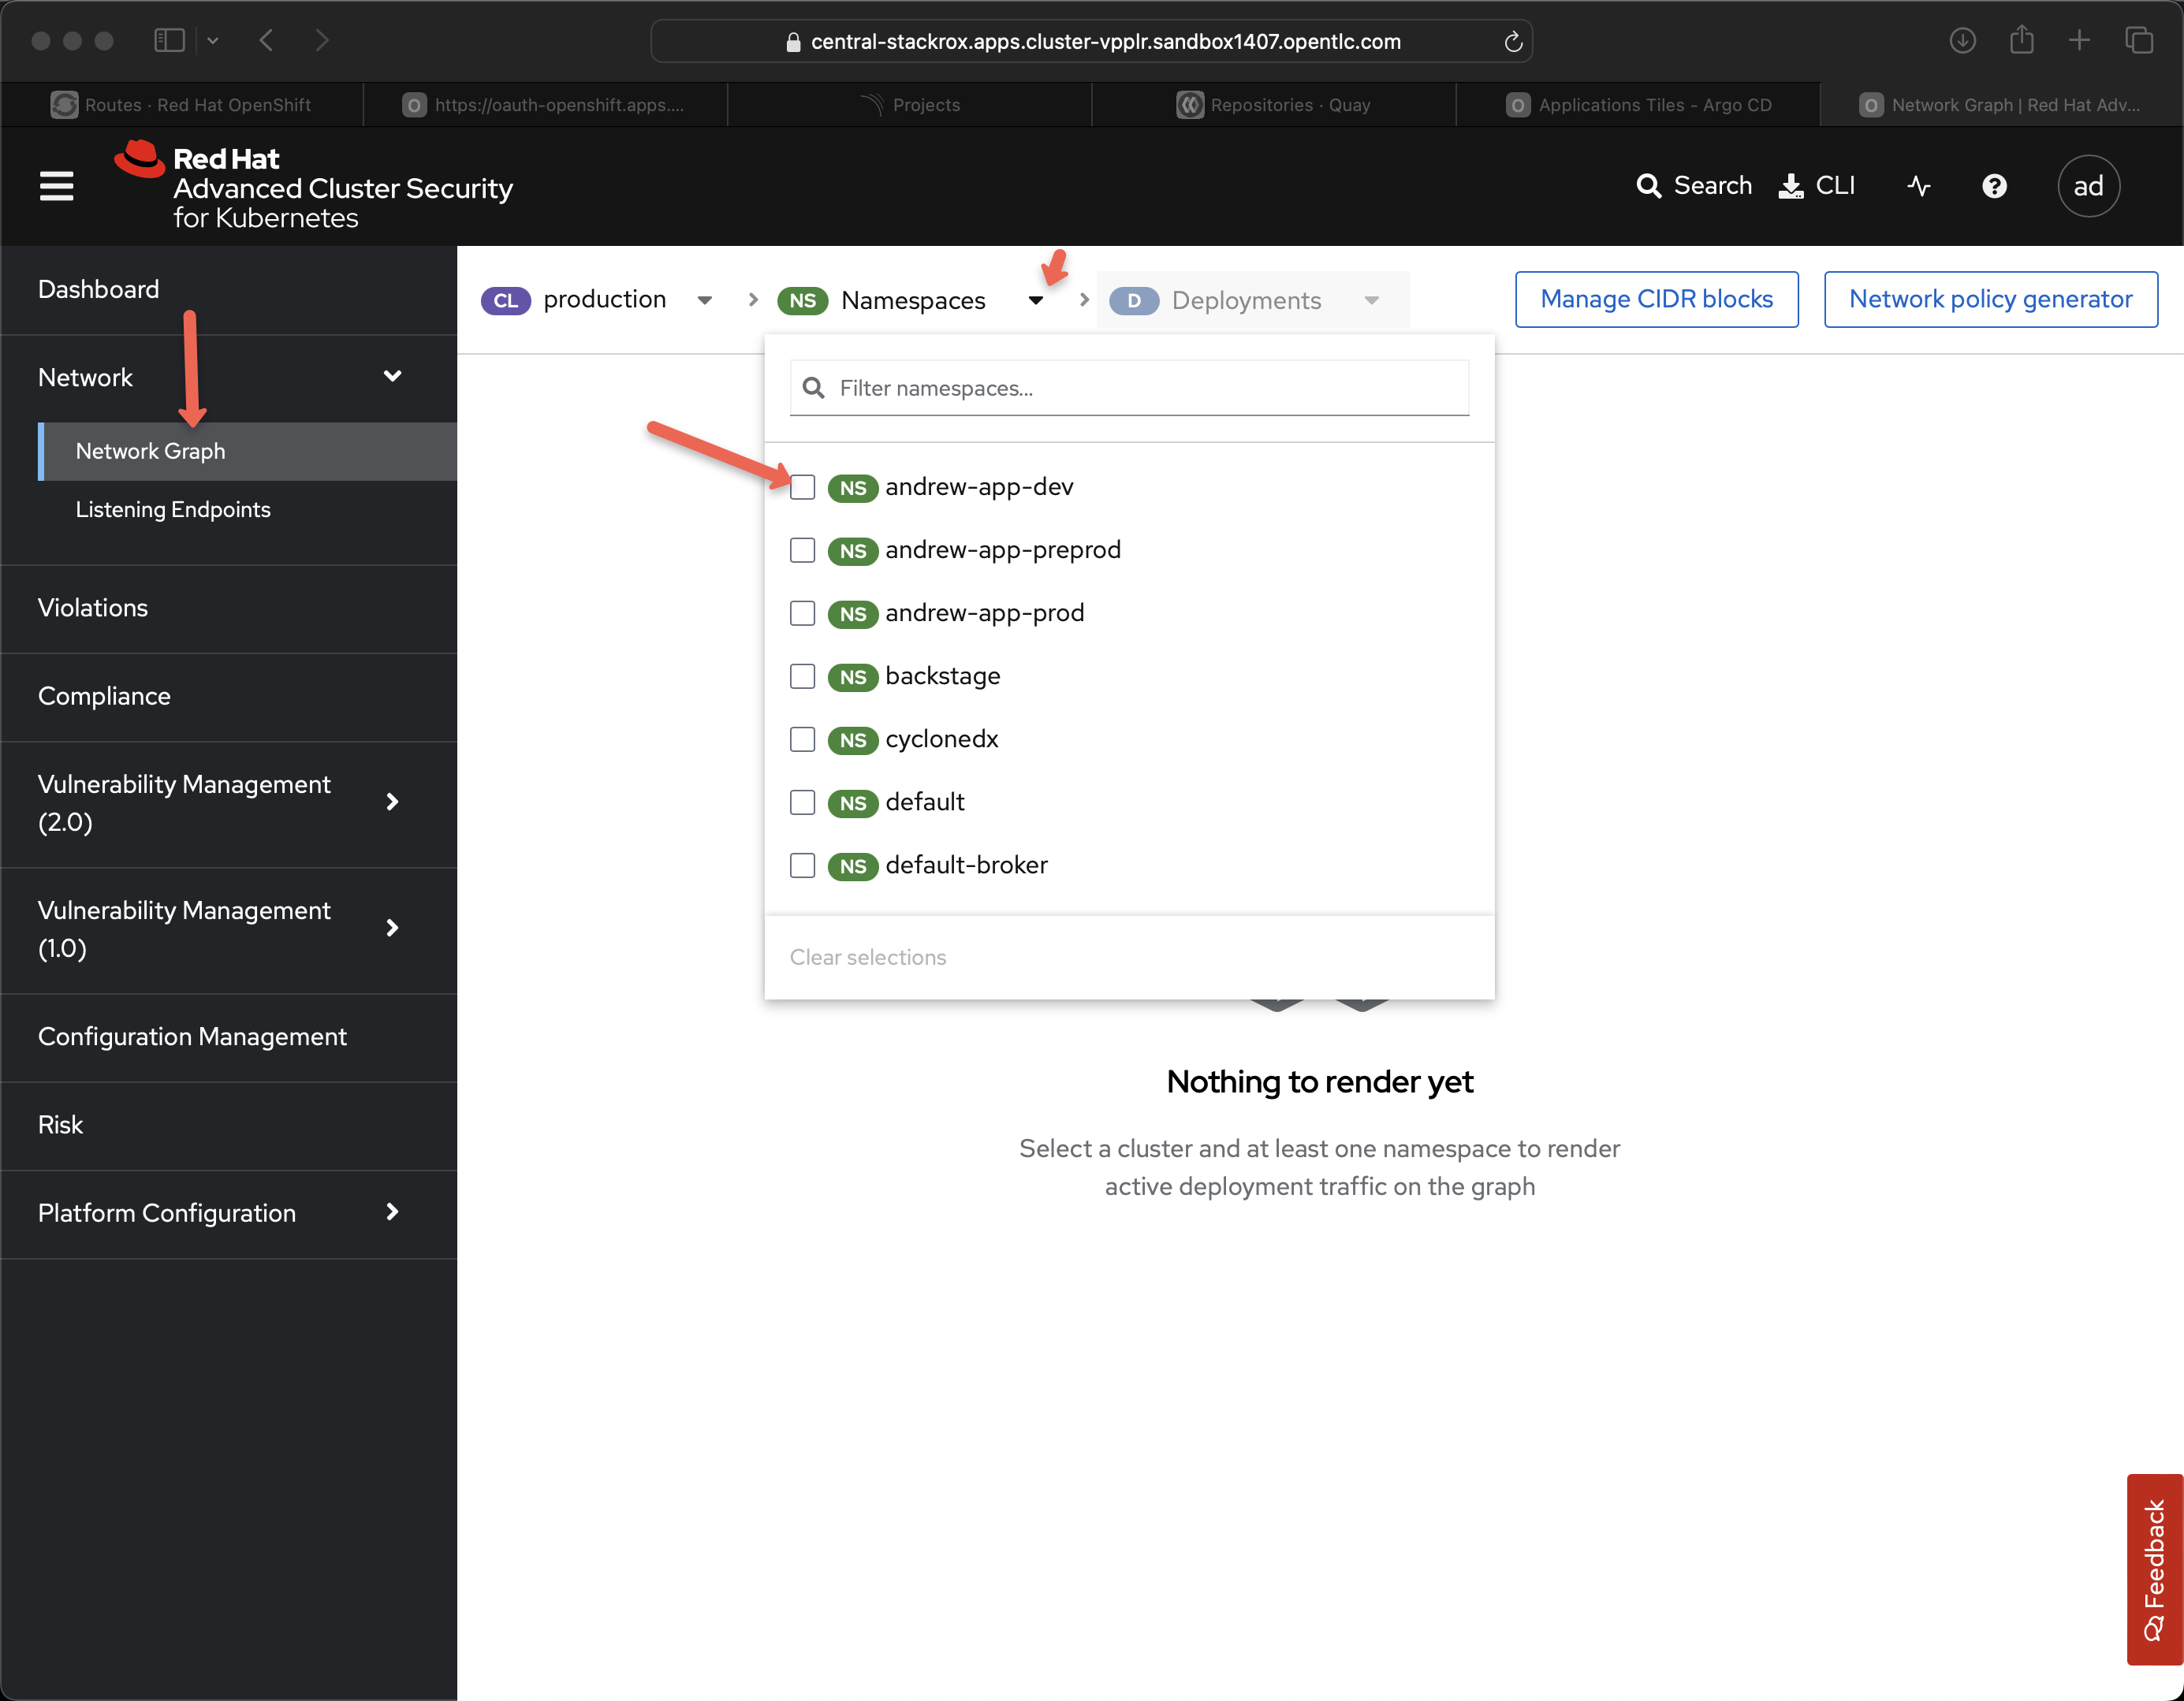 central-stackrox.apps.cluster-vpplr.sandbox1407.opentlc.com
Routes · Red Hat OpenShift
O https://oauth-openshift.apps....
Projects
Repositories · Quay
O Applications Tiles - Argo CD
O Network Graph | Red Hat Adv...
Red Hat
Advanced Cluster Security
for Kubernetes
Search
CLI
ad
Dashboard
Network
Network Graph
Listening Endpoints
Violations
Compliance
Vulnerability Management
(2.0)
Vulnerability Management
(1.0)
Configuration Management
Risk
Platform Configuration
CL production
NS Namespaces
D Deployments
Manage CIDR blocks
Network policy generator
Filter namespaces...
NS andrew-app-dev
NS andrew-app-preprod
NS andrew-app-prod
NS backstage
NS cyclonedx
NS default
NS default-broker
Clear selections
Nothing to render yet
Select a cluster and at least one namespace to render
active deployment traffic on the graph
Feedback